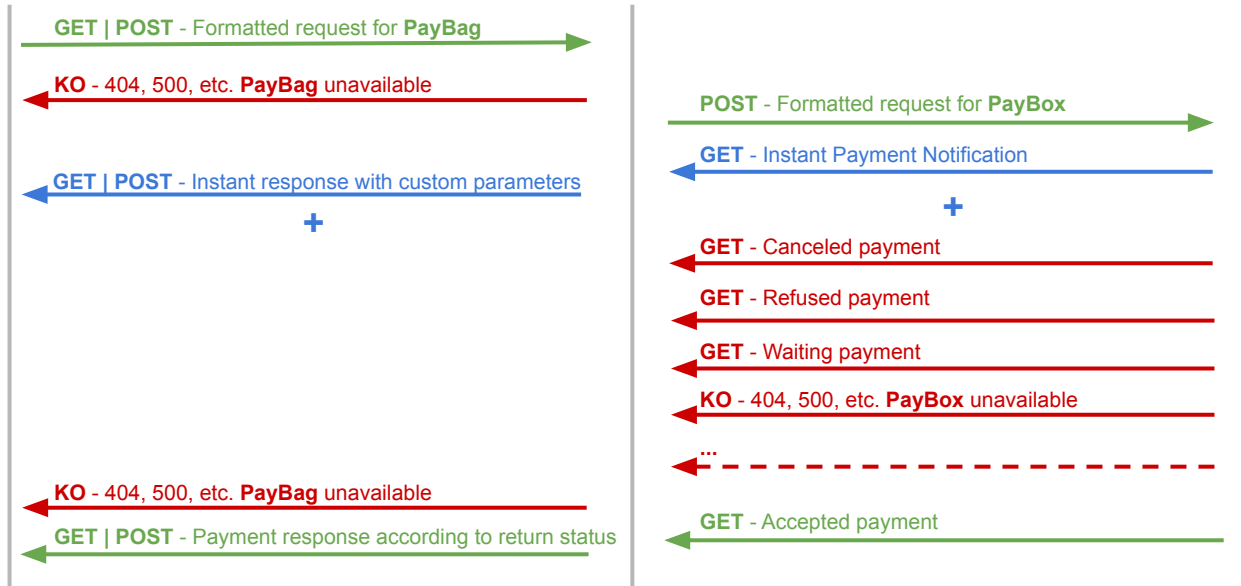 GET | POST - Formatted request for PayBag
KO - 404, 500, etc. PayBag unavailable
GET | POST - Instant response with custom parameters
+
KO - 404, 500, etc. PayBag unavailable
GET | POST - Payment response according to return status
POST - Formatted request for PayBox
GET - Instant Payment Notification
+
GET - Canceled payment
GET - Refused payment
GET - Waiting payment
KO - 404, 500, etc. PayBox unavailable
...
GET - Accepted payment